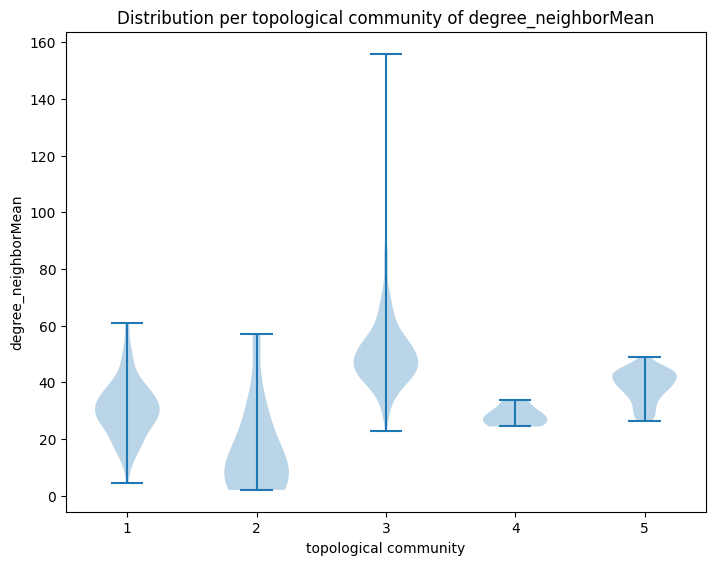 Distribution per topological community of degree_neighborMean
160
140
120
100
80
60
40
20
0
degree_neighborMean
1 2 3 4 5
topological community